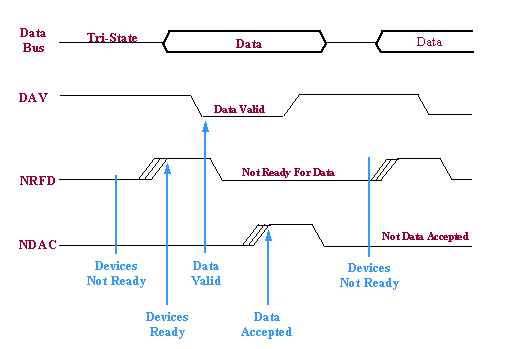 Data
Bus
Tri-State
Data
Data
DAV
Data Valid
NRFD
Not Ready For Data
NDAC
Not Data Accepted
Devices
Not Ready
Data
Valid
Devices
Not Ready
Devices
Ready
Data
Accepted